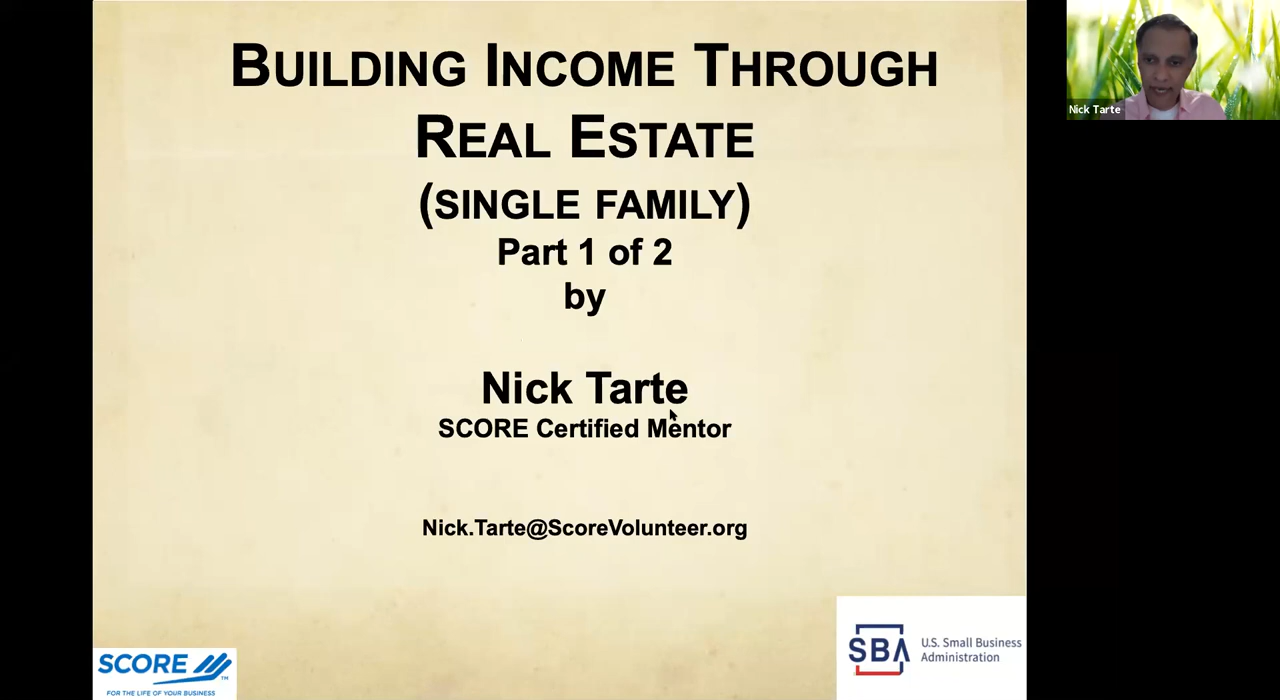 BUILDING INCOME THROUGH
REAL ESTATE
(SINGLE FAMILY)
Part 1 of 2
by
Nick Tarte
SCORE Certified Mentor
Nick.Tarte@ScoreVolunteer.org
SCORE TM
FOR THE LIFE OF YOUR BUSINESS
SBA
U.S. Small Business
Administration
Nick Tarte